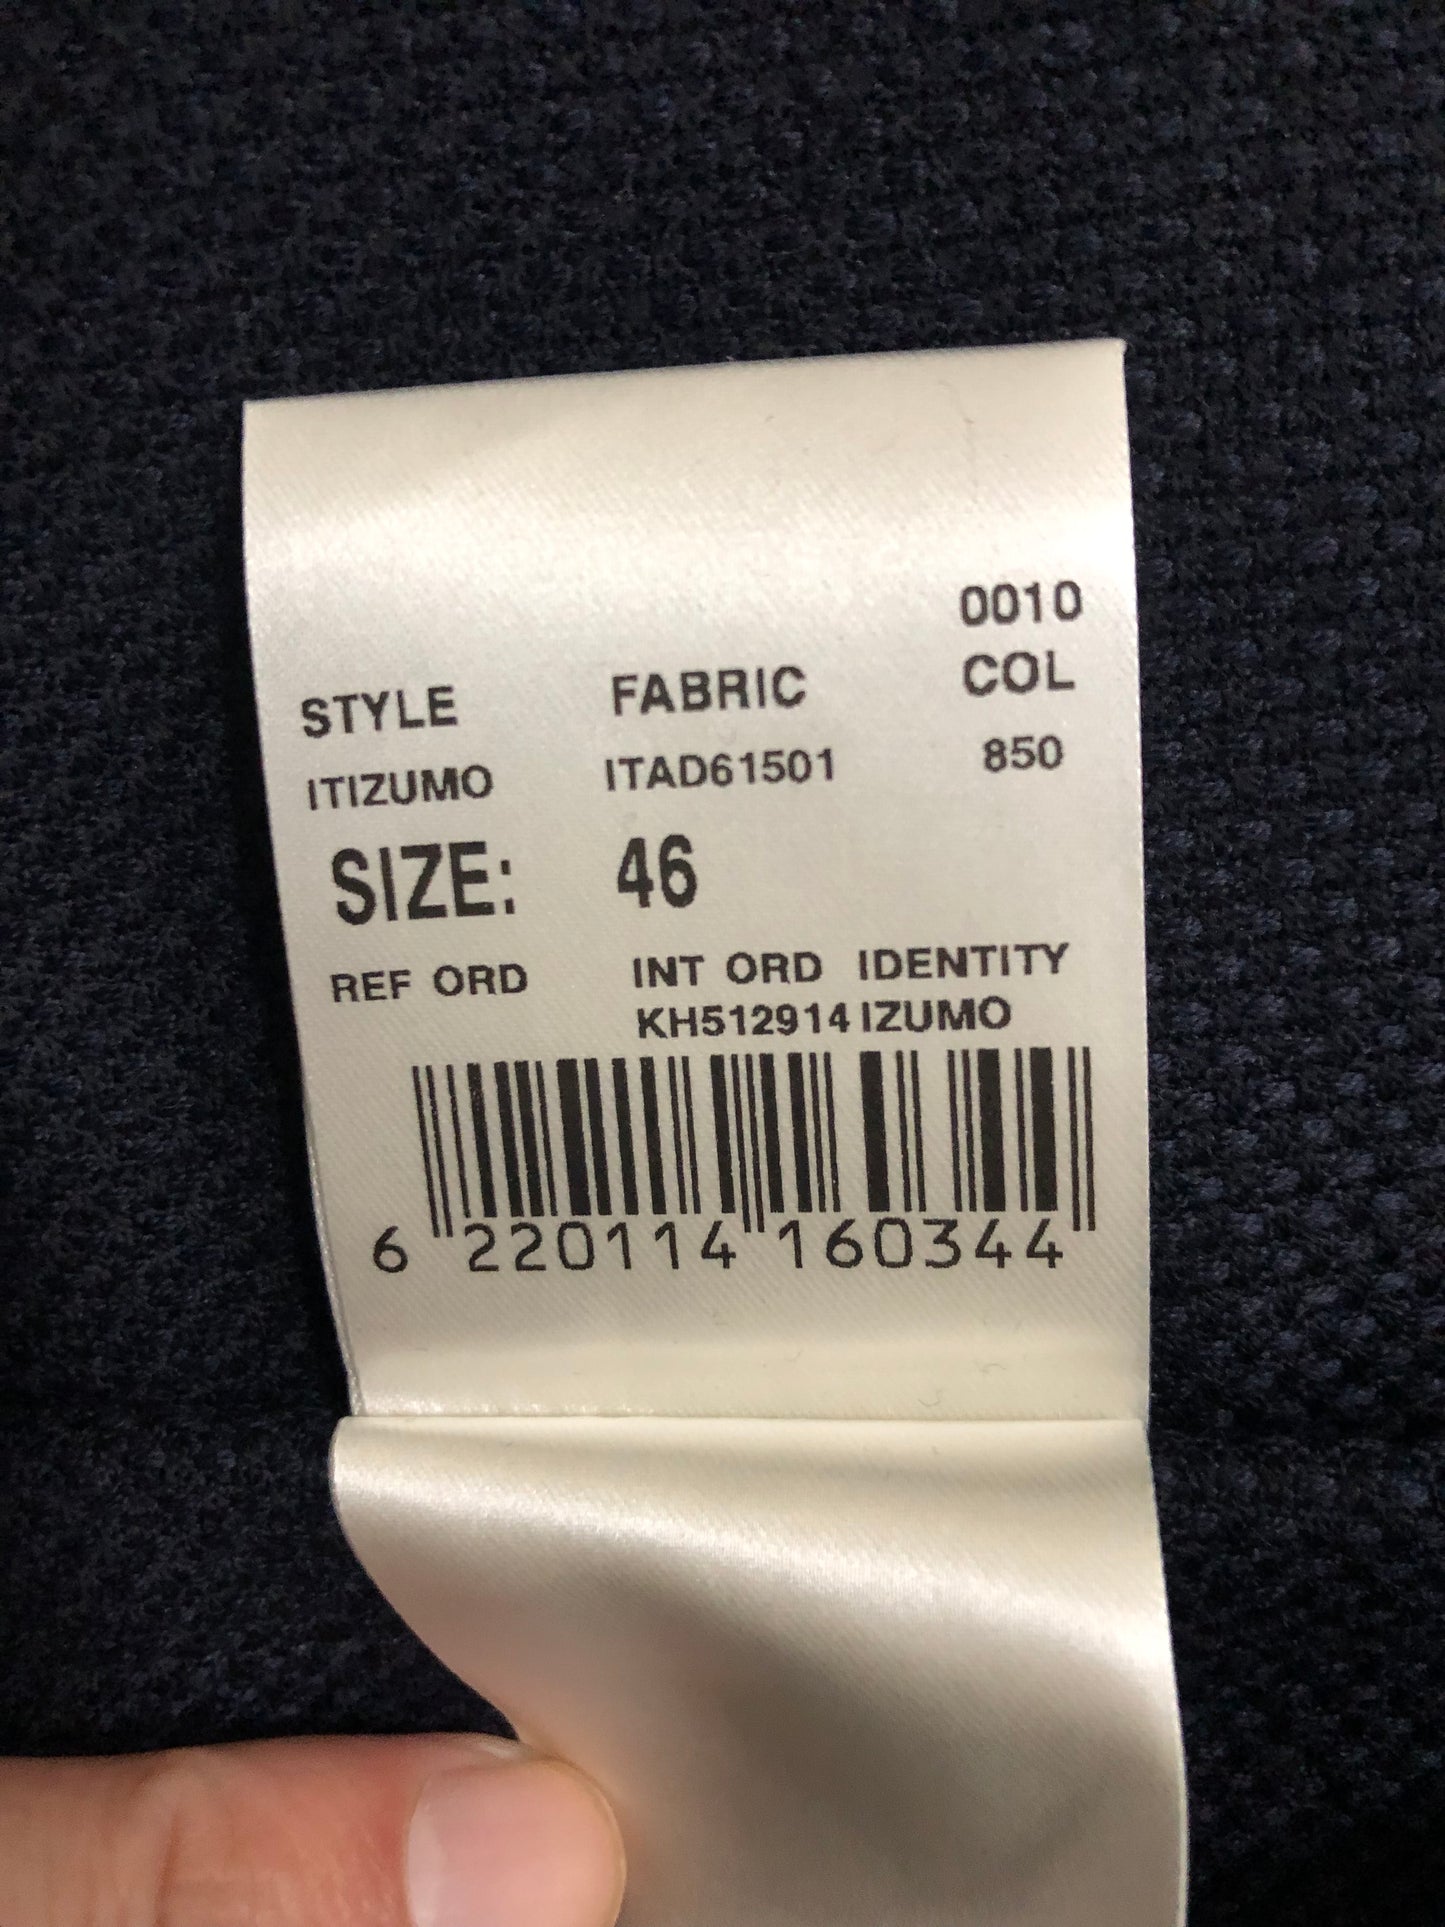 0010
STYLE FABRIC COL
ITIZUMO ITAD61501 850
SIZE: 46
REF ORD INT ORD IDENTITY
KH512914 IZUMO
6 220114 160344